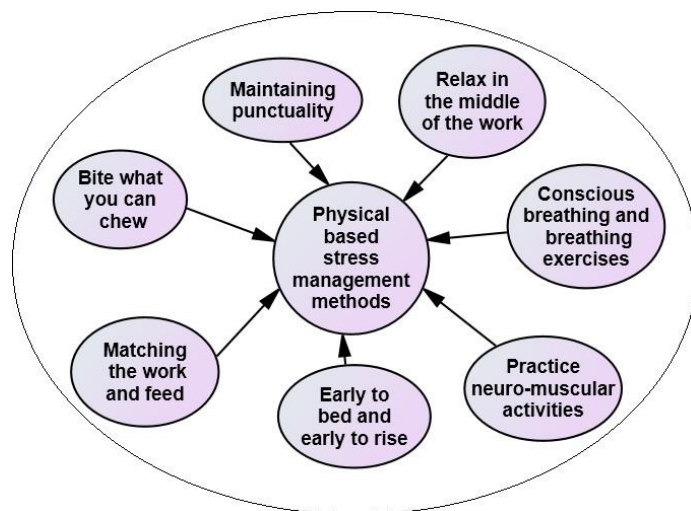 Maintaining
punctuality
Relax in
the middle
of the work
Bite what
you can
chew
Physical
based
stress
management
methods
Conscious
breathing and
breathing
exercises
Matching
the work
and feed
Early to
bed and
early to rise
Practice
neuro-muscular
activities